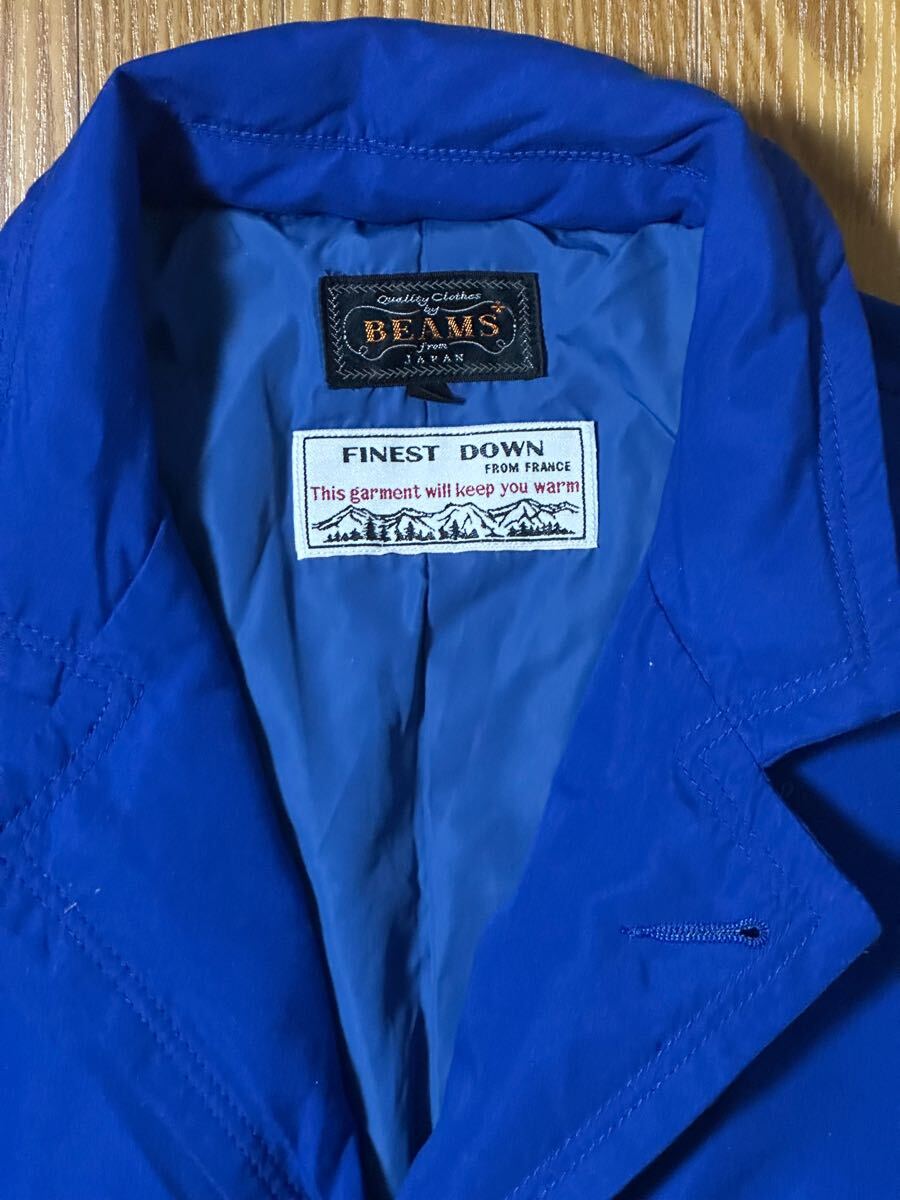 Quality Clothes
by
BEAMS+
from
JAPAN
FINEST DOWN
FROM FRANCE
This garment will keep you warm